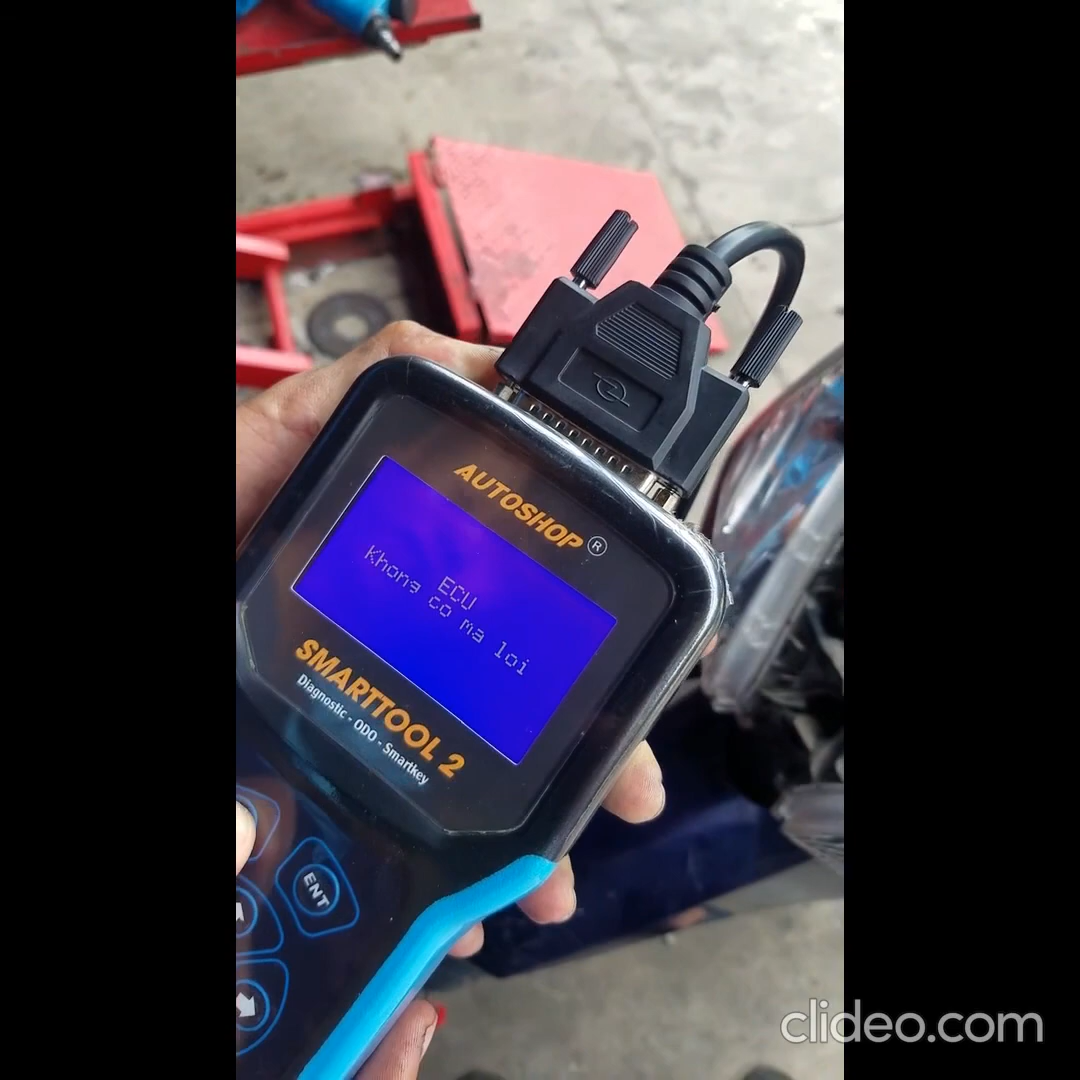 AUTOSHOP ®
ECU
Khong co ma loi
SMARTTOOL 2
Diagnostic - ODO - Smartkey
ENT
clideo.com